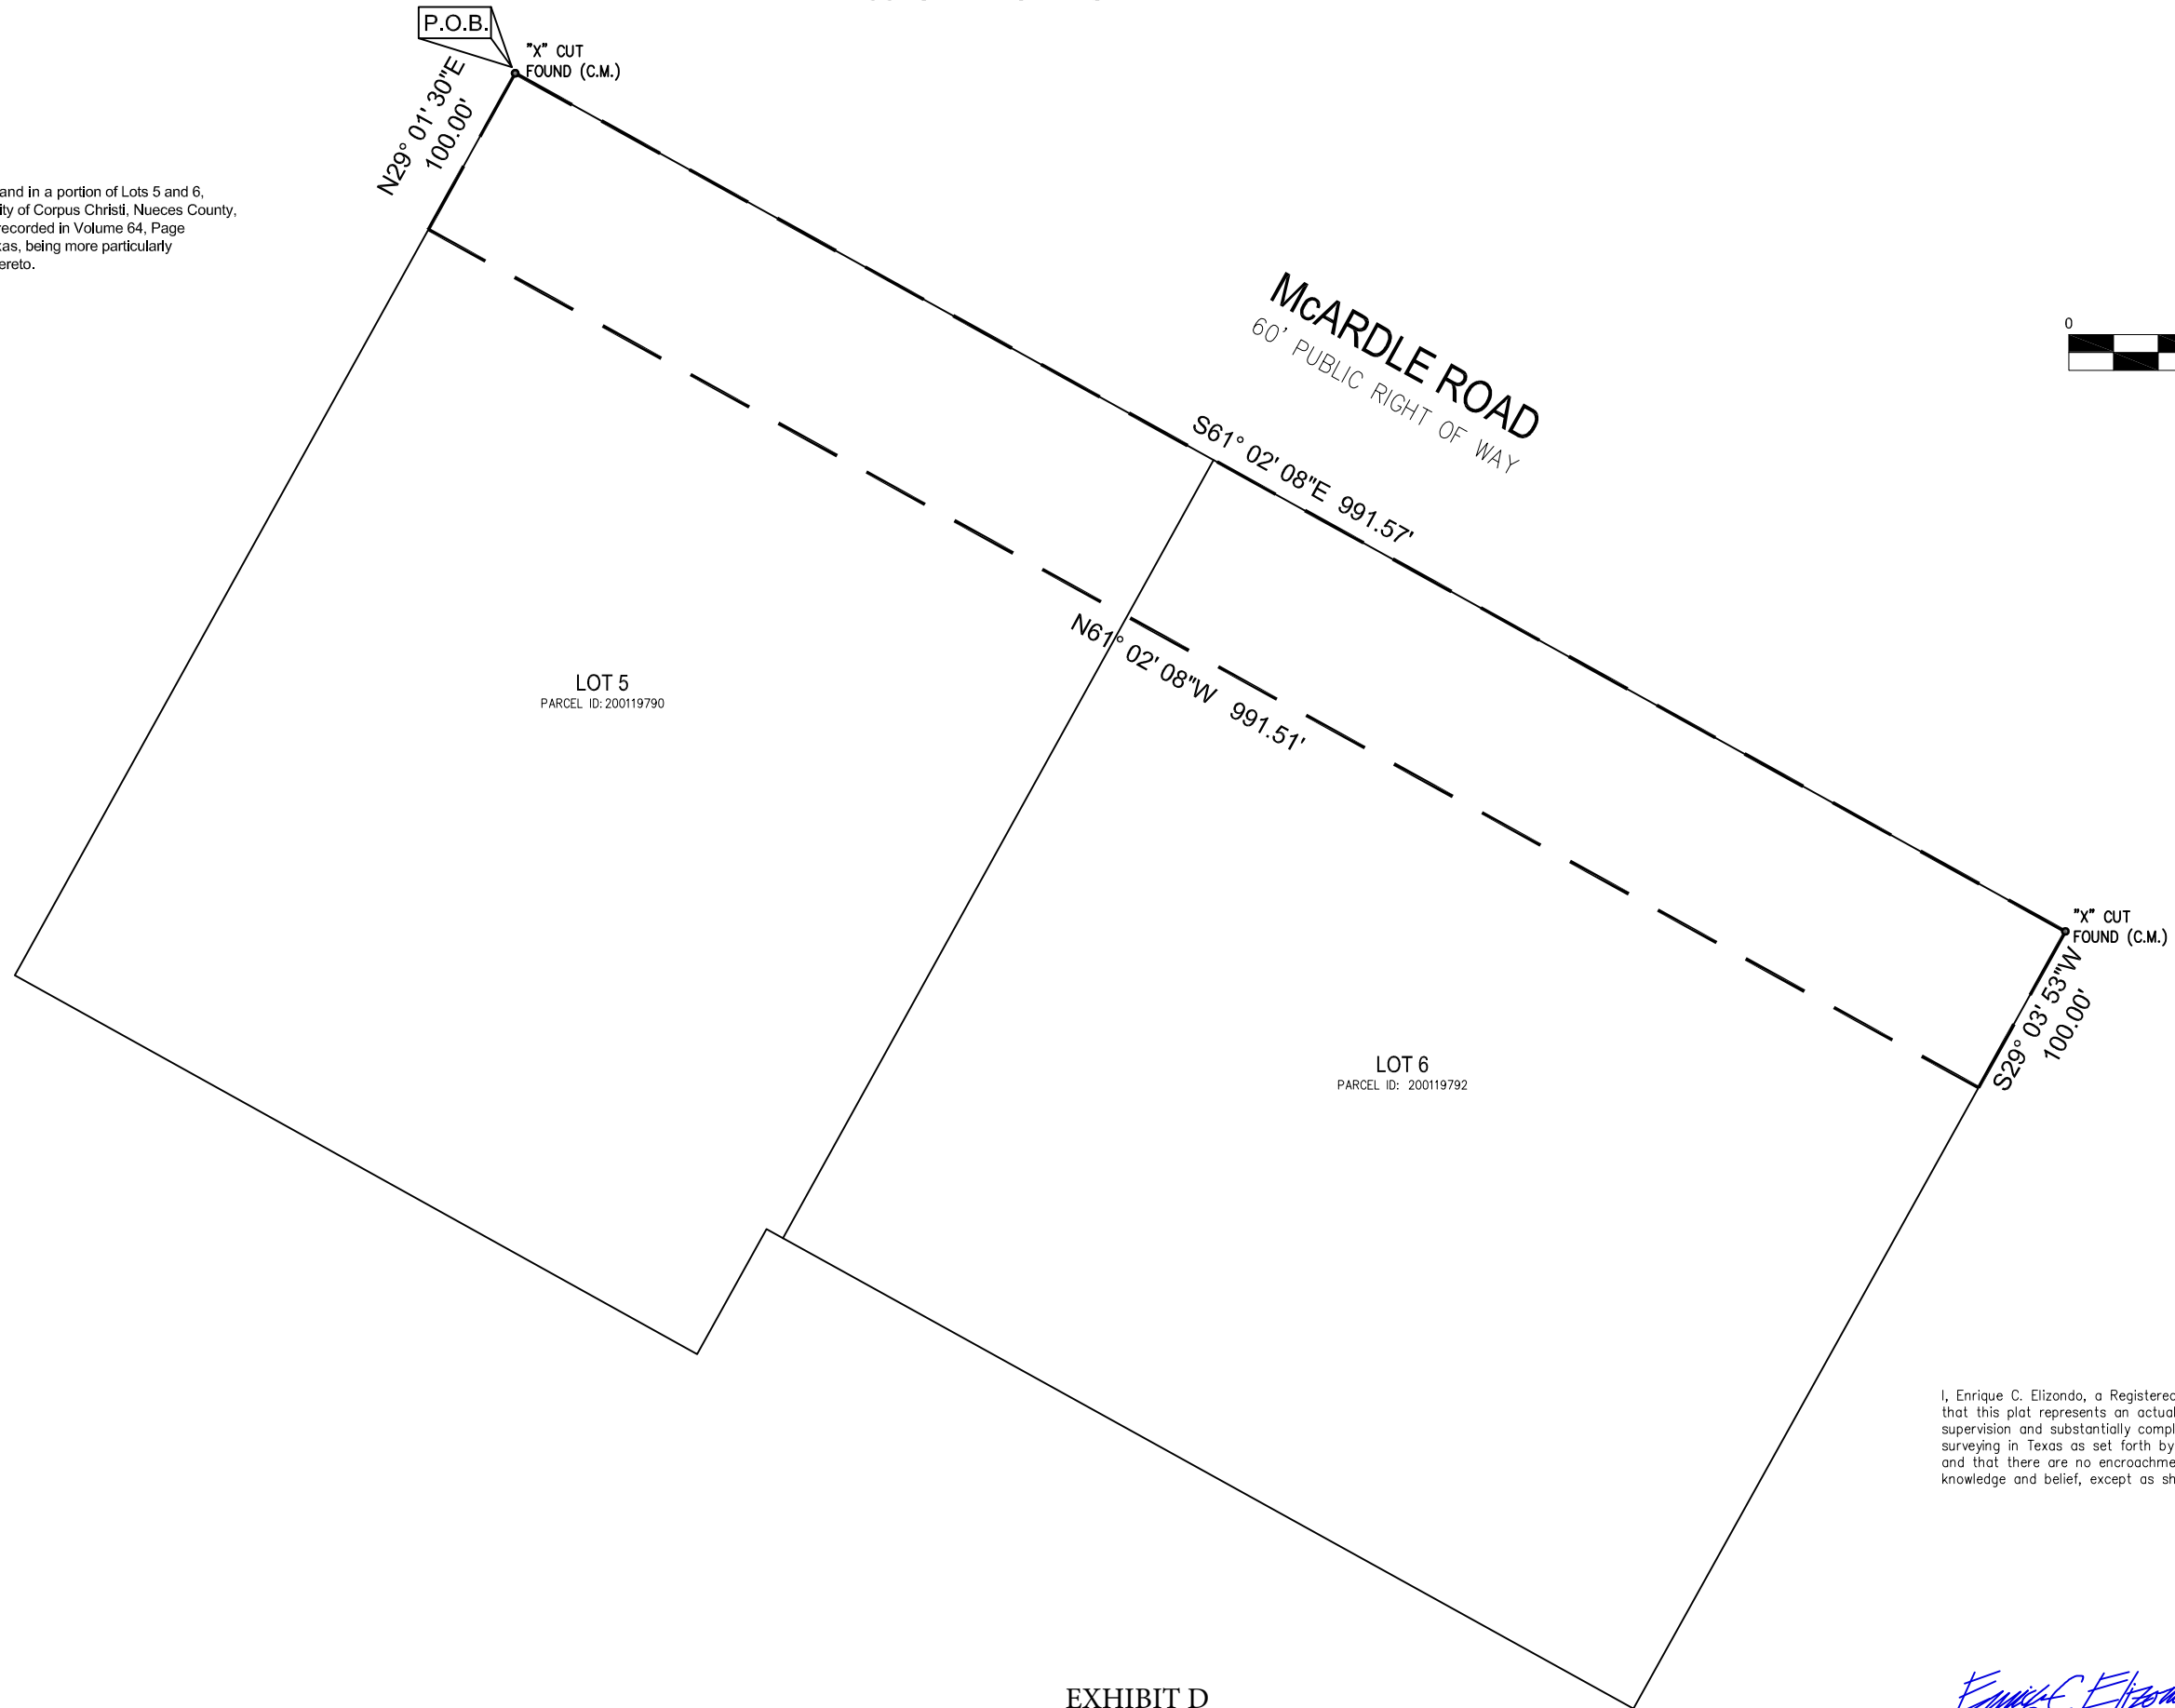 P.O.B.
"X" CUT
FOUND (C.M.)
N29° 01' 30"E
100.00'
and in a portion of Lots 5 and 6,
ity of Corpus Christi, Nueces County,
recorded in Volume 64, Page
xas, being more particularly
ereto.
McARDLE ROAD
60' PUBLIC RIGHT OF WAY
0
S61° 02' 08"E 991.57'
N61° 02' 08"W 991.51'
LOT 5
PARCEL ID: 200119790
"X" CUT
FOUND (C.M.)
S29° 03' 53"W
100.00'
LOT 6
PARCEL ID: 200119792
I, Enrique C. Elizondo, a Registered
that this plat represents an actual
supervision and substantially compl
surveying in Texas as set forth by
and that there are no encroachme
knowledge and belief, except as sh
EXHIBIT D